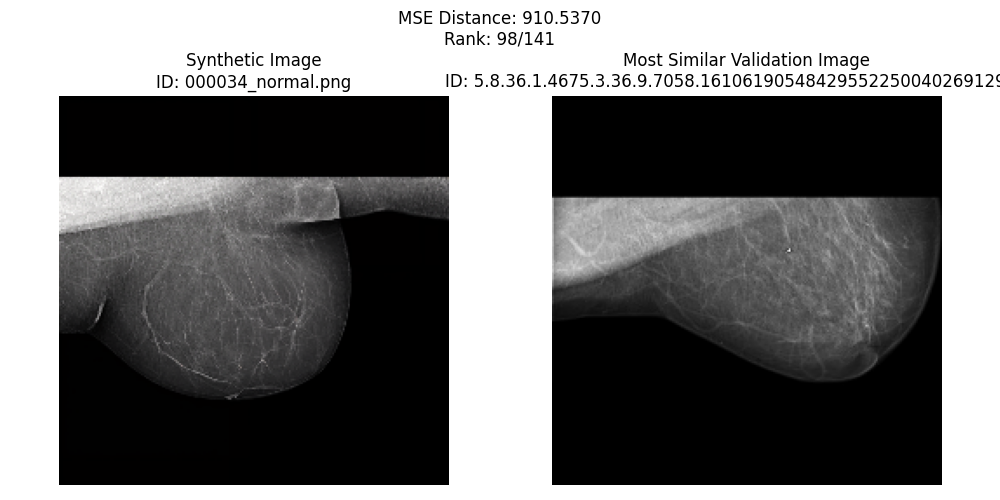 MSE Distance: 910.5370
Rank: 98/141
Synthetic Image
ID: 000034_normal.png
Most Similar Validation Image
ID: 5.8.36.1.4675.3.36.9.7058.16106190548429552250040269129